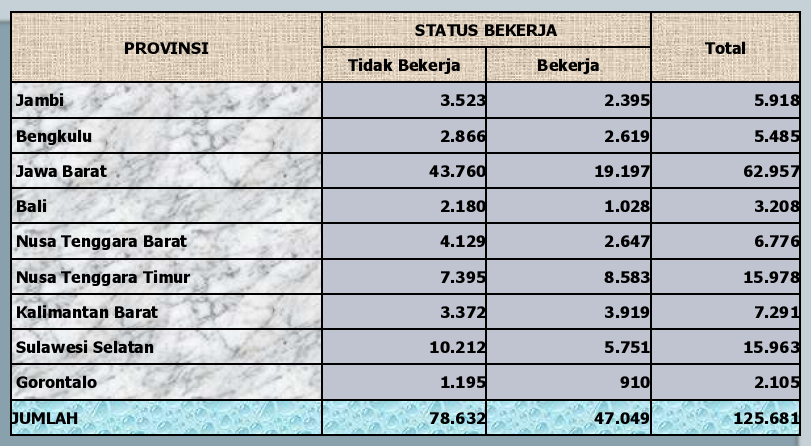 PROVINSI STATUS BEKERJA Total
Tidak Bekerja Bekerja
Jambi 3.523 2.395 5.918
Bengkulu 2.866 2.619 5.485
Jawa Barat 43.760 19.197 62.957
Bali 2.180 1.028 3.208
Nusa Tenggara Barat 4.129 2.647 6.776
Nusa Tenggara Timur 7.395 8.583 15.978
Kalimantan Barat 3.372 3.919 7.291
Sulawesi Selatan 10.212 5.751 15.963
Gorontalo 1.195 910 2.105
JUMLAH 78.632 47.049 125.681